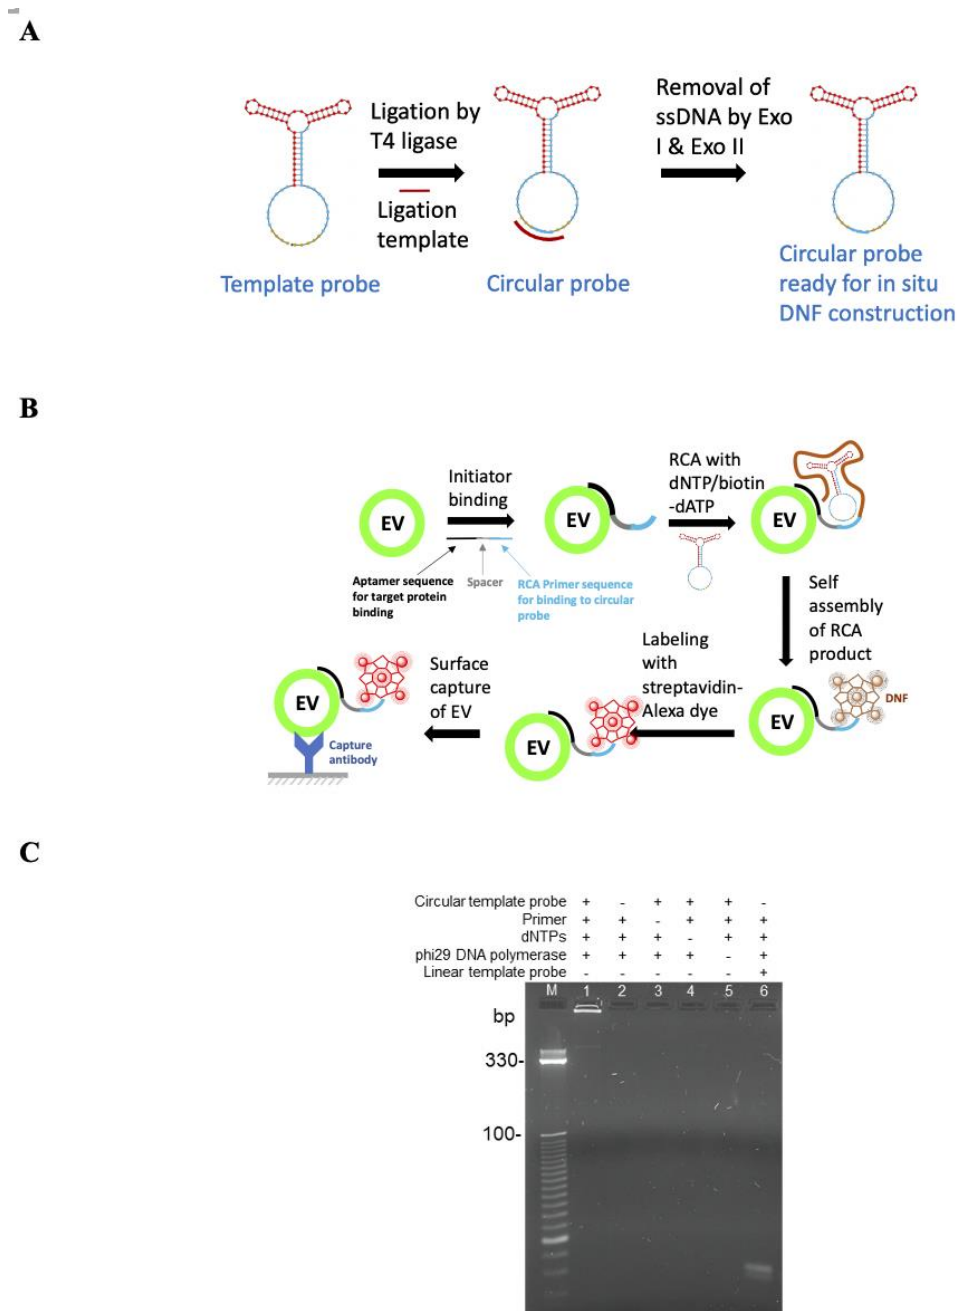 A
Ligation by
T4 ligase
Ligation
template
Removal of
ssDNA by Exo
I & Exo II
Template probe
Circular probe
Circular probe
ready for in situ
DNF construction
B
EV
Initiator
binding
Aptamer sequence
for target protein
binding
Spacer
RCA Primer sequence
for binding to circular
probe
EV
RCA with
dNTP/biotin
-dATP
EV
Self
assembly
of RCA
product
EV
DNF
Labeling
with
streptavidin-
Alexa dye
EV
Surface
capture
of EV
EV
Capture
antibody
C
Circular template probe + - + + + -
Primer + + - + + +
dNTPs + + + - + +
phi29 DNA polymerase + + + + - +
Linear template probe - - - - - +
M 1 2 3 4 5 6
bp
330-
100-